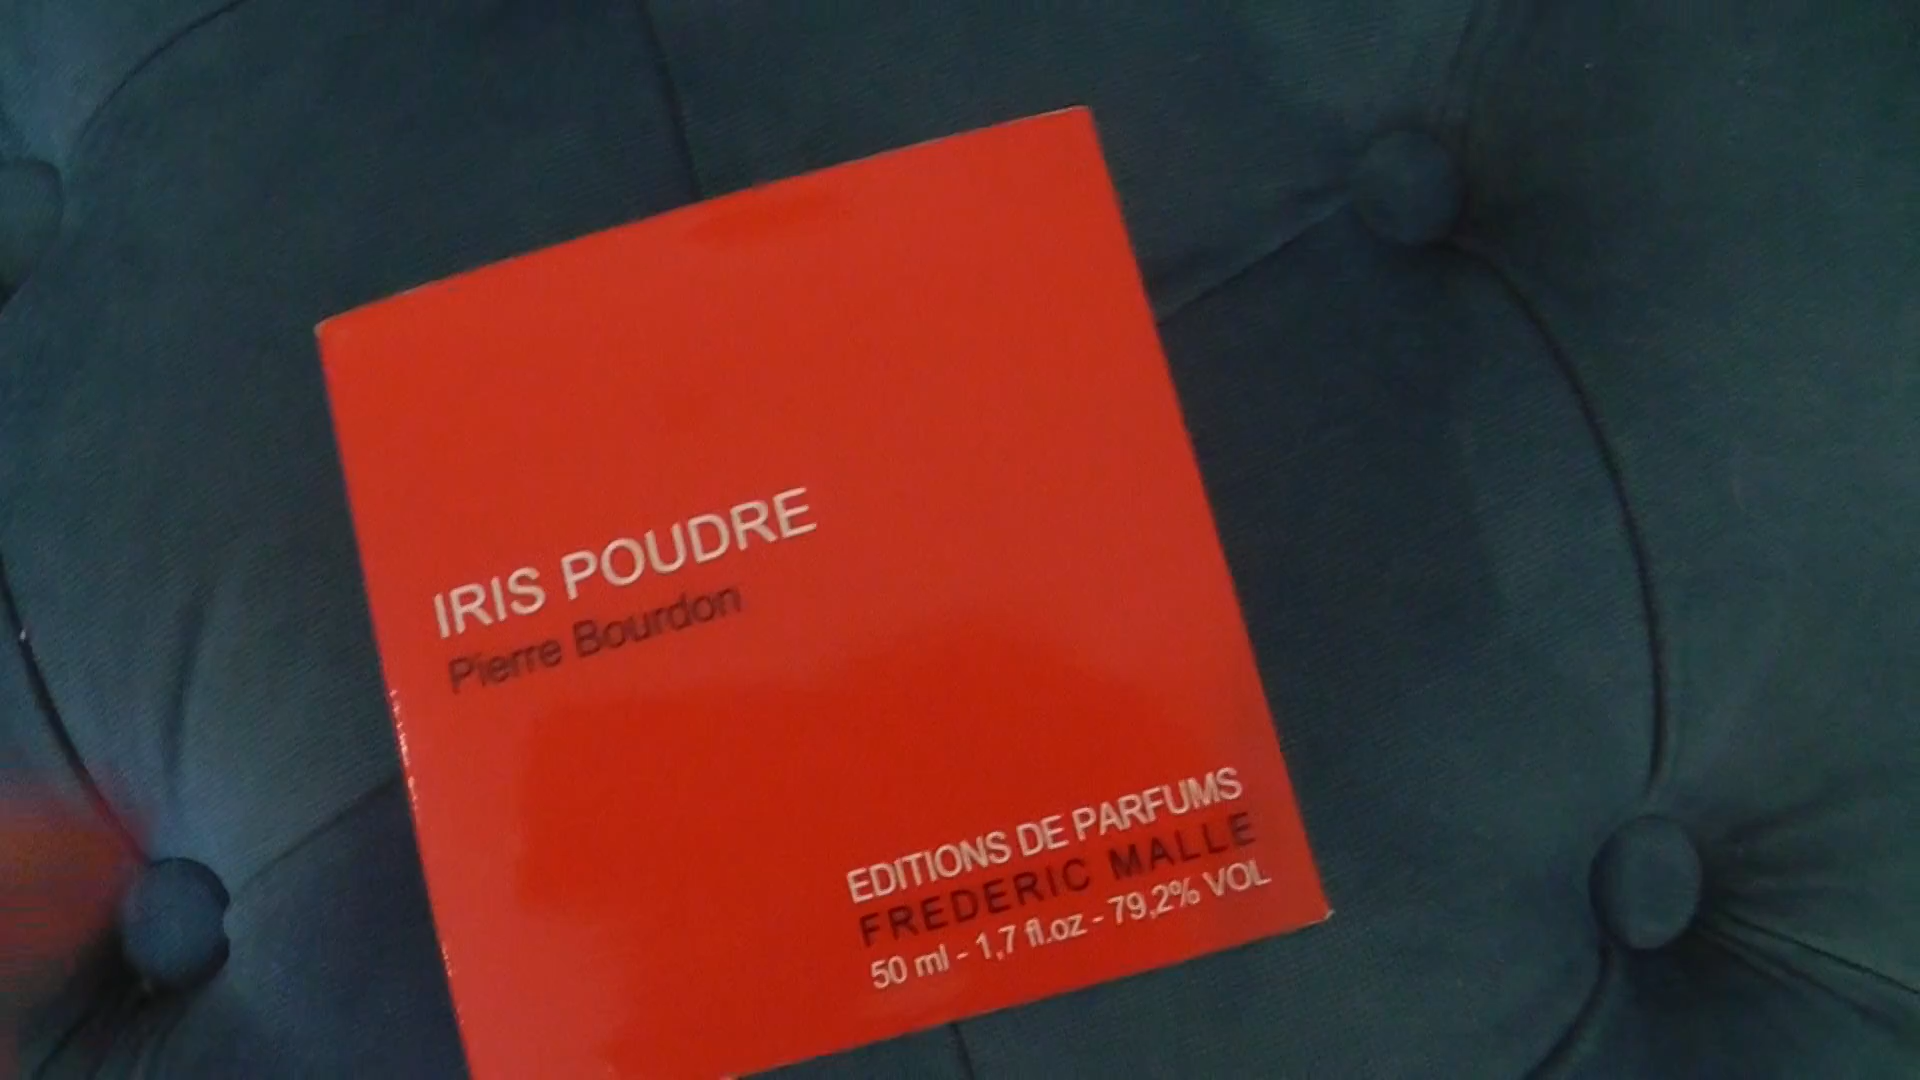 IRIS POUDRE
Pierre Bourdon
EDITIONS DE PARFUMS
FREDERIC MALLE
50 ml - 1,7 fl.oz - 79,2% VOL